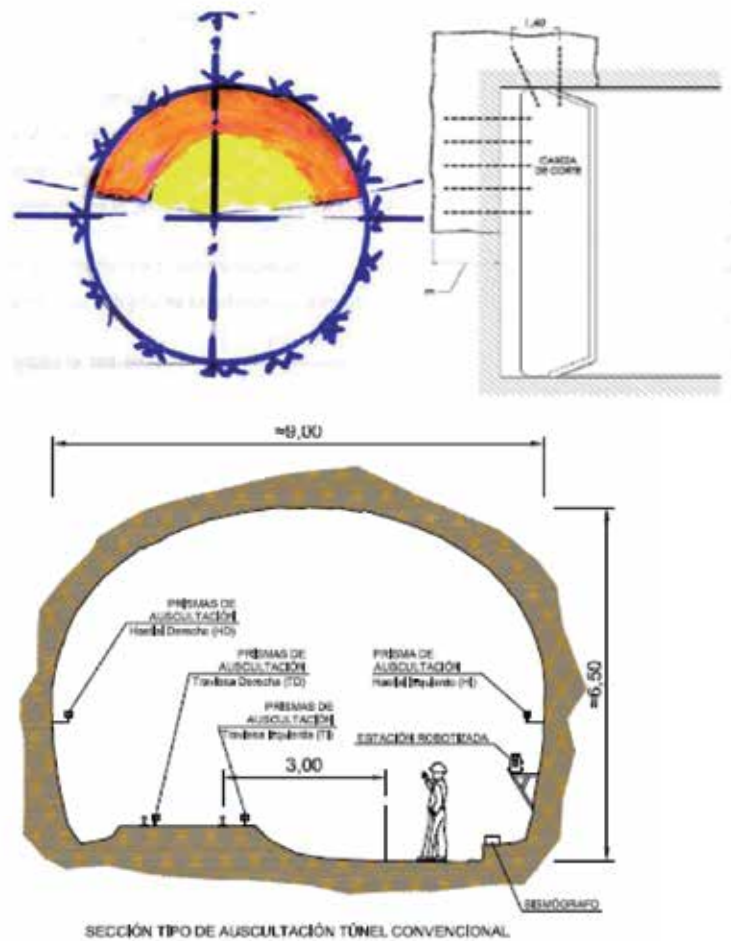 1,40
CABEZA
DE CORTE
m
≈9,00
PRISMAS DE
AUSCULTACIÓN
Hastial Derecho (HD)
PRISMAS DE
AUSCULTACIÓN
Traviesa Derecha (TD)
PRISMA DE
AUSCULTACIÓN
Hastial Izquierdo (HI)
PRISMAS DE
AUSCULTACIÓN
Traviesa Izquierda (TI)
ESTACIÓN ROBOTIZADA
≈6,50
3,00
SISMÓGRAFO
SECCIÓN TIPO DE AUSCULTACIÓN TÚNEL CONVENCIONAL